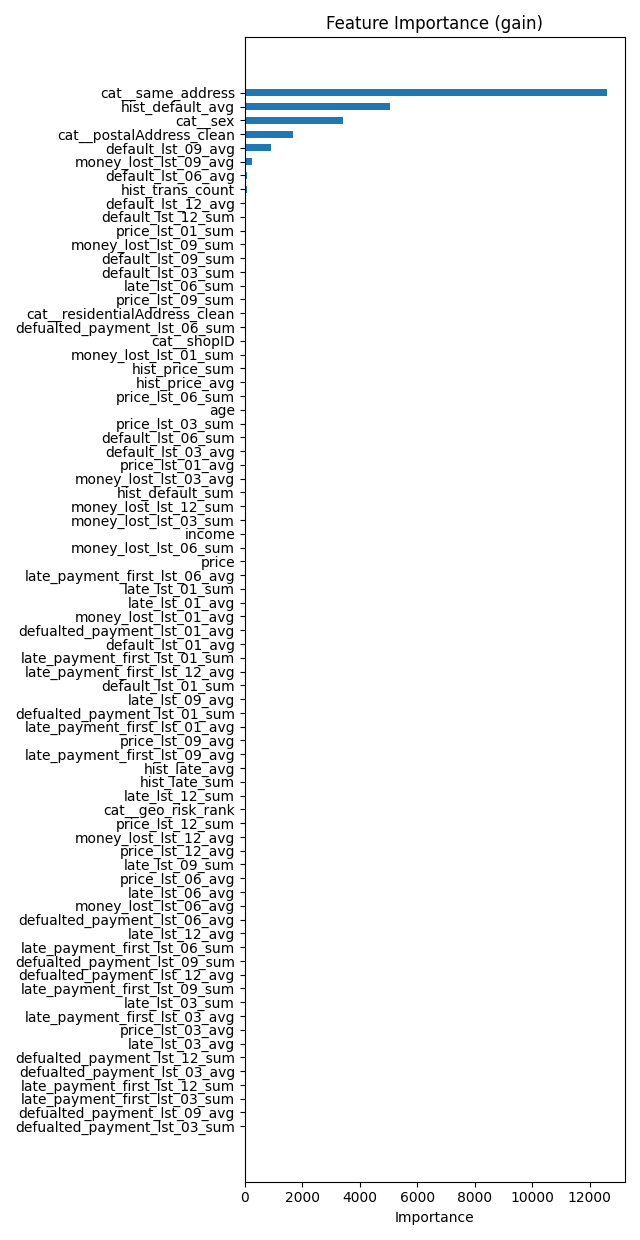 Feature Importance (gain)
cat__same_address
hist_default_avg
cat__sex
cat__postalAddress_clean
default_lst_09_avg
money_lost_lst_09_avg
default_lst_06_avg
hist_trans_count
default_lst_12_avg
default_lst_12_sum
price_lst_01_sum
money_lost_lst_09_sum
default_lst_09_sum
default_lst_03_sum
late_lst_06_sum
price_lst_09_sum
cat__residentialAddress_clean
defualted_payment_lst_06_sum
cat__shopID
money_lost_lst_01_sum
hist_price_sum
hist_price_avg
price_lst_06_sum
age
price_lst_03_sum
default_lst_06_sum
default_lst_03_avg
price_lst_01_avg
money_lost_lst_03_avg
hist_default_sum
money_lost_lst_12_sum
money_lost_lst_03_sum
income
money_lost_lst_06_sum
price
late_payment_first_lst_06_avg
late_lst_01_sum
late_lst_01_avg
money_lost_lst_01_avg
defualted_payment_lst_01_avg
default_lst_01_avg
late_payment_first_lst_01_sum
late_payment_first_lst_12_avg
default_lst_01_sum
late_lst_09_avg
defualted_payment_lst_01_sum
late_payment_first_lst_01_avg
price_lst_09_avg
late_payment_first_lst_09_avg
hist_late_avg
hist_late_sum
late_lst_12_sum
cat__geo_risk_rank
price_lst_12_sum
money_lost_lst_12_avg
price_lst_12_avg
late_lst_09_sum
price_lst_06_avg
late_lst_06_avg
money_lost_lst_06_avg
defualted_payment_lst_06_avg
late_lst_12_avg
late_payment_first_lst_06_sum
defualted_payment_lst_09_sum
defualted_payment_lst_12_avg
late_payment_first_lst_09_sum
late_lst_03_sum
late_payment_first_lst_03_avg
price_lst_03_avg
late_lst_03_avg
defualted_payment_lst_12_sum
defualted_payment_lst_03_avg
late_payment_first_lst_12_sum
late_payment_first_lst_03_sum
defualted_payment_lst_09_avg
defualted_payment_lst_03_sum
0 2000 4000 6000 8000 10000 12000
Importance